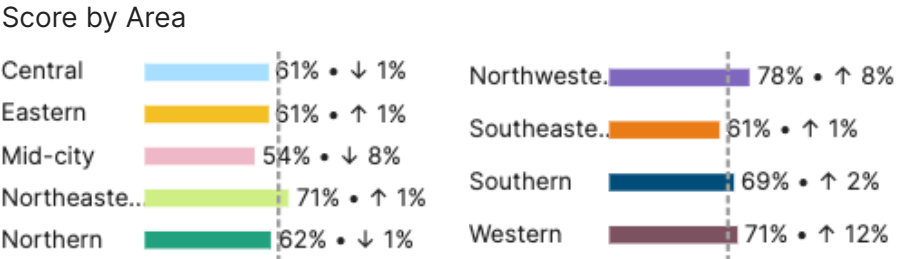 Score by Area
Central 61% • ↓ 1%
Eastern 61% • ↑ 1%
Mid-city 54% • ↓ 8%
Northeaste... 71% • ↑ 1%
Northern 62% • ↓ 1%
Northweste. 78% • ↑ 8%
Southeaste.. 61% • ↑ 1%
Southern 69% • ↑ 2%
Western 71% • ↑ 12%